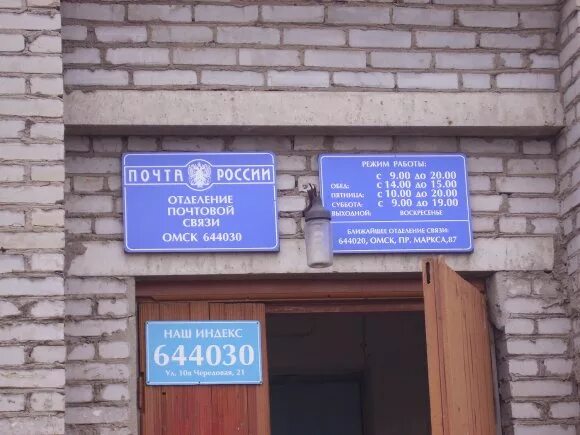 ПОЧТА РОССИИ
ОТДЕЛЕНИЕ
ПОЧТОВОЙ
СВЯЗИ
ОМСК 644030
РЕЖИМ РАБОТЫ:
с 9.00 до 20.00
ОБЕД: с 14.00 до 15.00
ПЯТНИЦА: с 10.00 до 20.00
СУББОТА: с 9.00 до 19.00
ВЫХОДНОЙ: ВОСКРЕСЕНЬЕ
БЛИЖАЙШЕЕ ОТДЕЛЕНИЕ СВЯЗИ:
644020, ОМСК, ПР. МАРКСА, 87
НАШ ИНДЕКС
644030
Ул. 10я Чередовая, 21